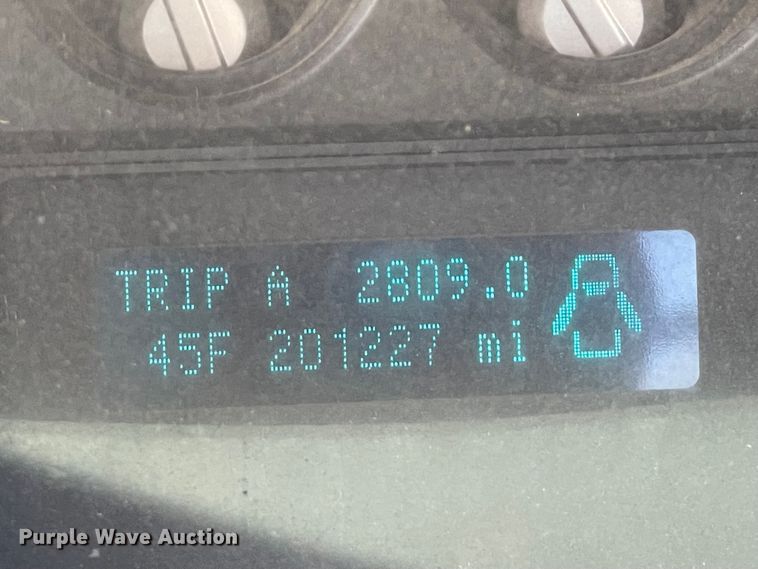 TRIP A 2809.0
45F 201227 mi
Purple Wave Auction